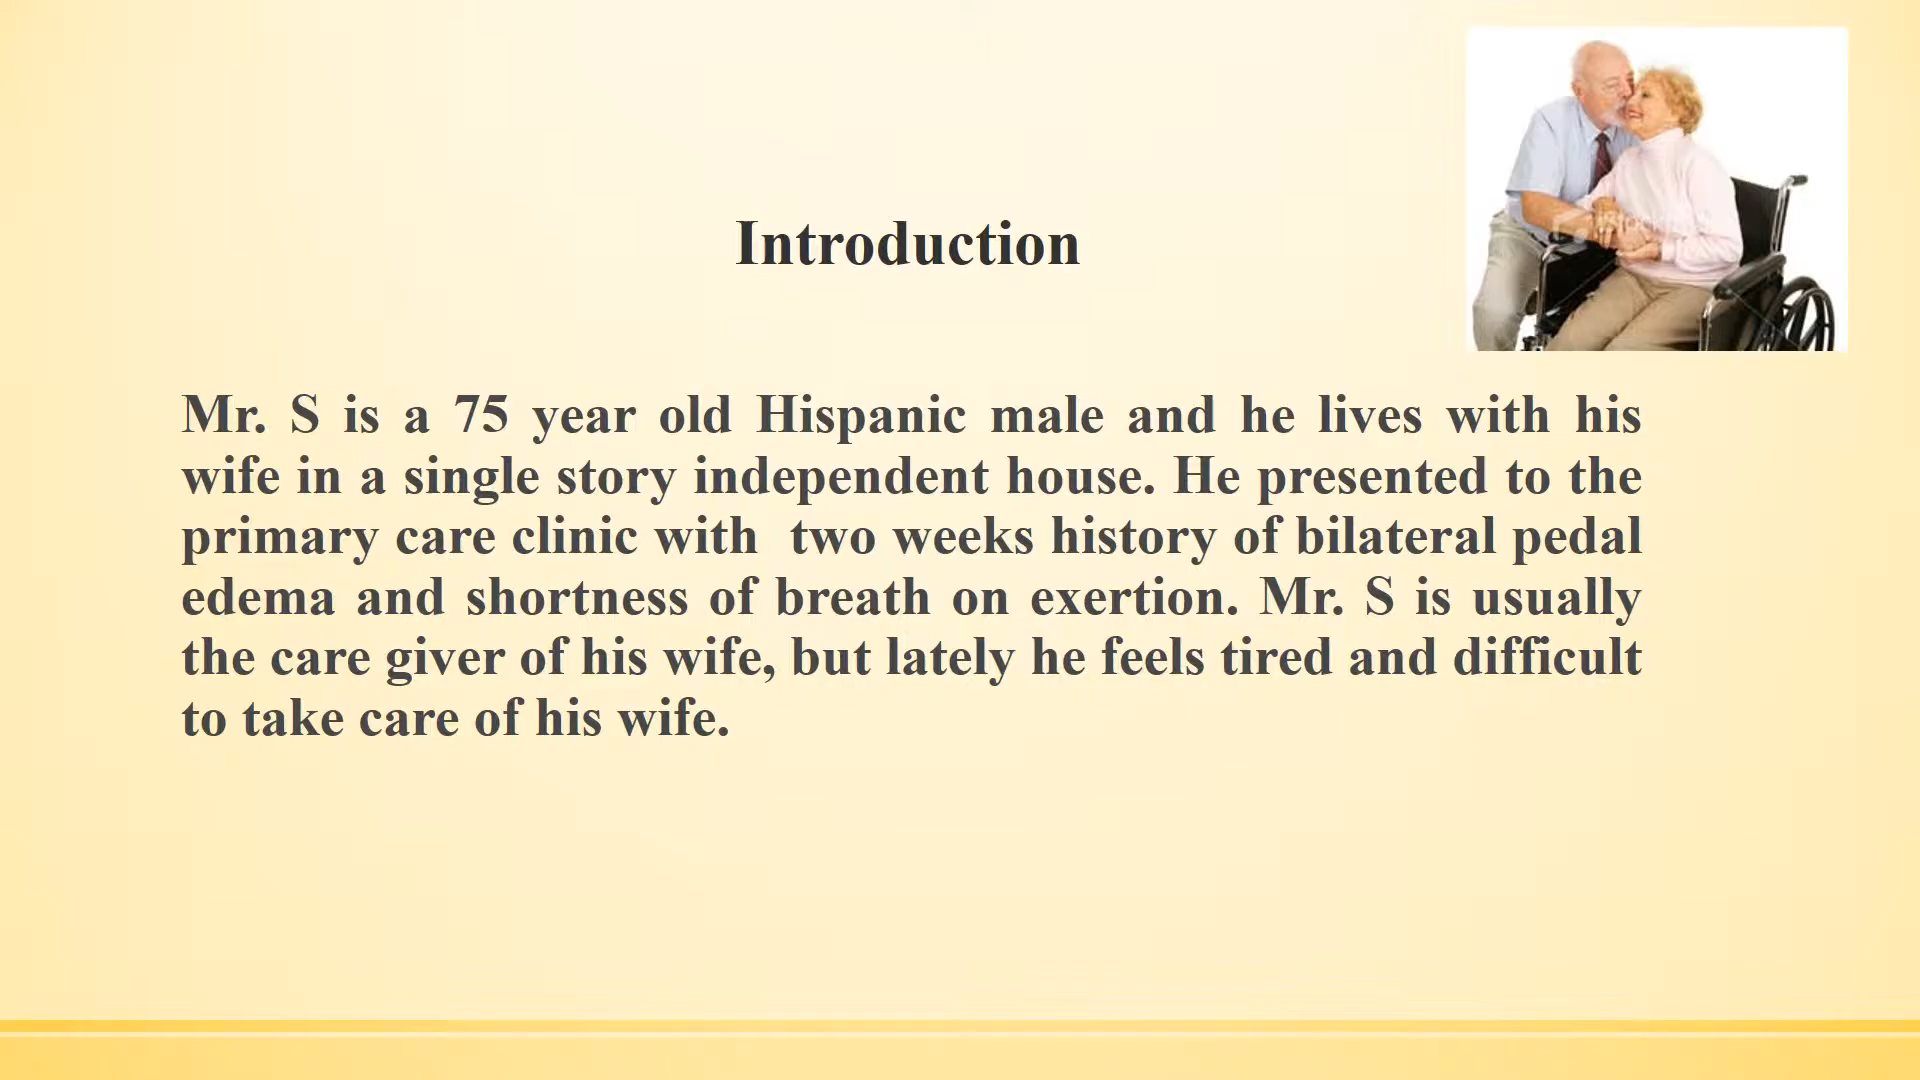 Introduction
Mr. S is a 75 year old Hispanic male and he lives with his
wife in a single story independent house. He presented to the
primary care clinic with  two weeks history of bilateral pedal
edema and shortness of breath on exertion. Mr. S is usually
the care giver of his wife, but lately he feels tired and difficult
to take care of his wife.